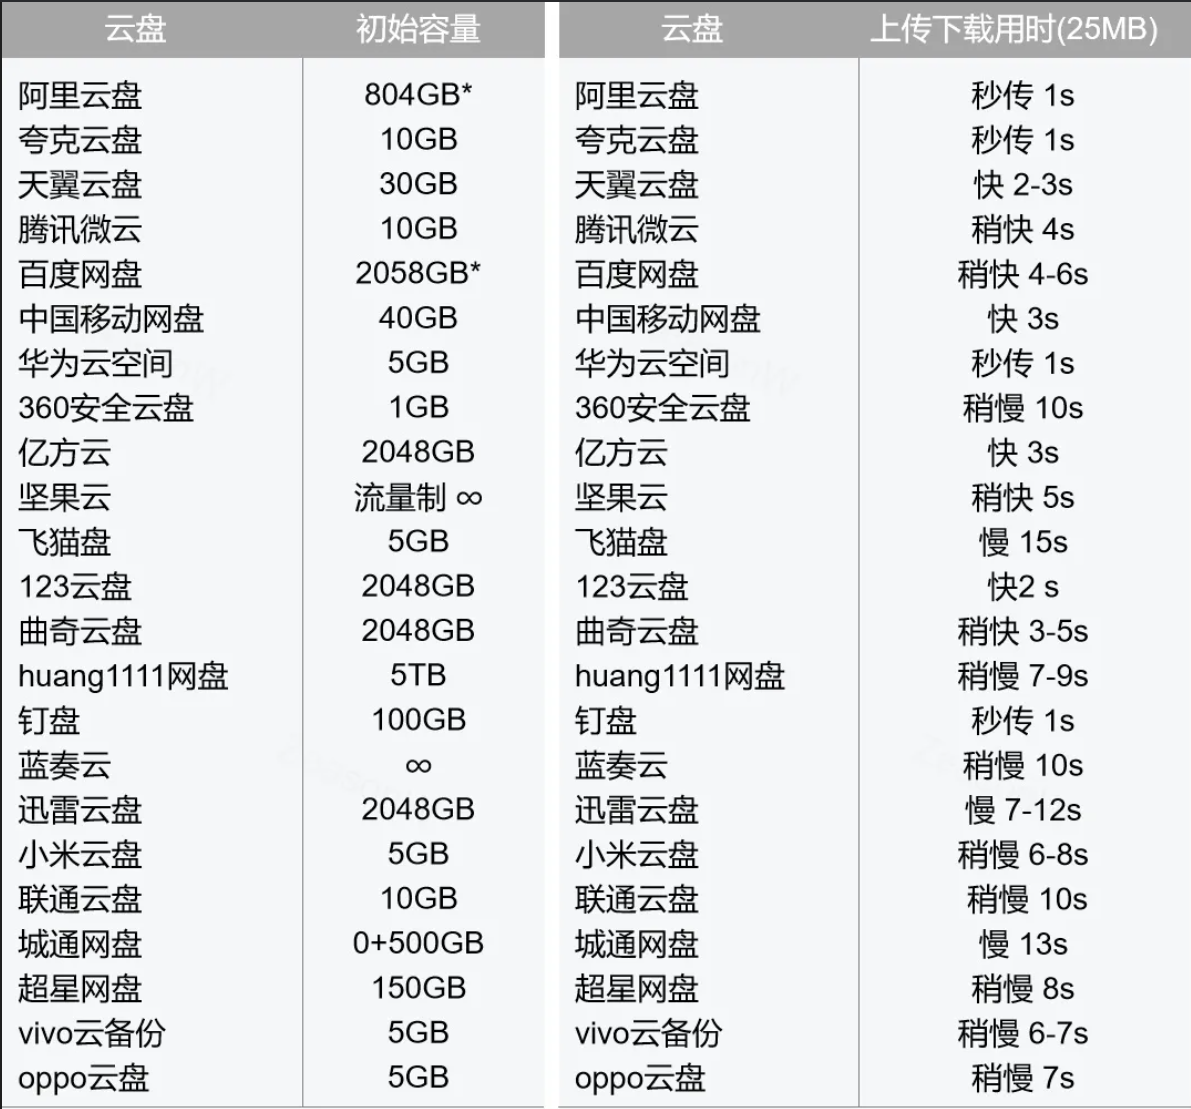 云盘 初始容量 云盘 上传下载用时(25MB)
阿里云盘 804GB* 阿里云盘 秒传 1s
夸克云盘 10GB 夸克云盘 秒传 1s
天翼云盘 30GB 天翼云盘 快 2-3s
腾讯微云 10GB 腾讯微云 稍快 4s
百度网盘 2058GB* 百度网盘 稍快 4-6s
中国移动网盘 40GB 中国移动网盘 快 3s
华为云空间 5GB 华为云空间 秒传 1s
360安全云盘 1GB 360安全云盘 稍慢 10s
亿方云 2048GB 亿方云 快 3s
坚果云 流量制 ∞ 坚果云 稍快 5s
飞猫盘 5GB 飞猫盘 慢 15s
123云盘 2048GB 123云盘 快2 s
曲奇云盘 2048GB 曲奇云盘 稍快 3-5s
huang1111网盘 5TB huang1111网盘 稍慢 7-9s
钉盘 100GB 钉盘 秒传 1s
蓝奏云 ∞ 蓝奏云 稍慢 10s
迅雷云盘 2048GB 迅雷云盘 慢 7-12s
小米云盘 5GB 小米云盘 稍慢 6-8s
联通云盘 10GB 联通云盘 稍慢 10s
城通网盘 0+500GB 城通网盘 慢 13s
超星网盘 150GB 超星网盘 稍慢 8s
vivo云备份 5GB vivo云备份 稍慢 6-7s
oppo云盘 5GB oppo云盘 稍慢 7s